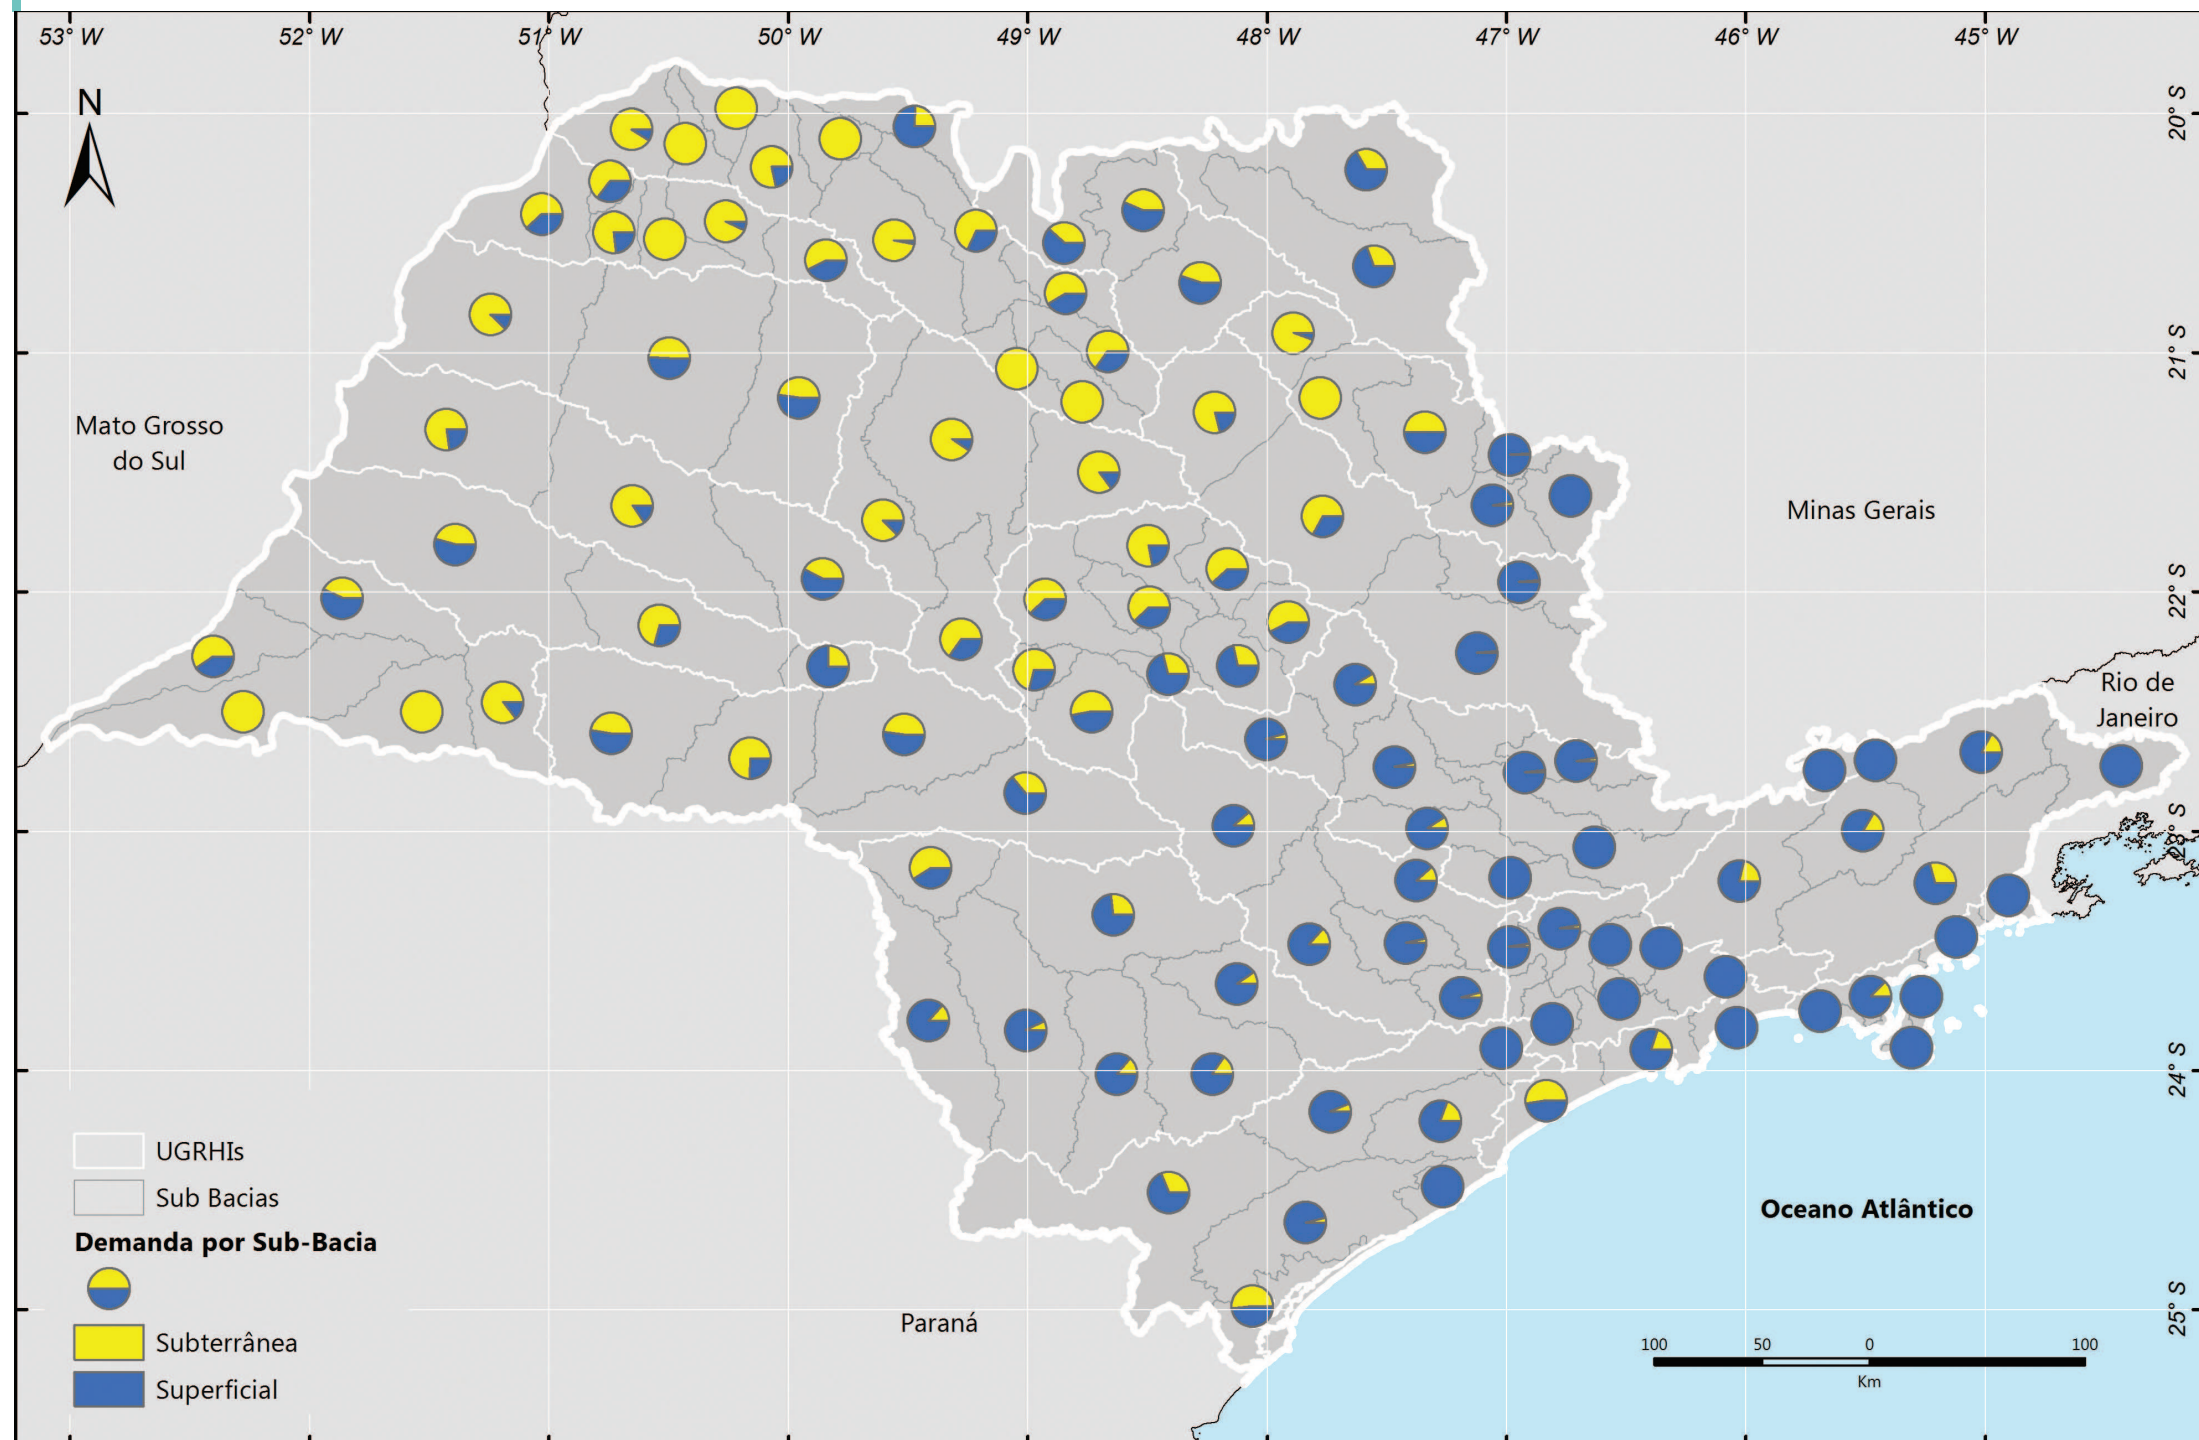 53° W
52° W
51° W
50° W
49° W
48° W
47° W
46° W
45° W
N
20° S
21° S
22° S
23° S
24° S
25° S
Mato Grosso
do Sul
Minas Gerais
Rio de
Janeiro
Oceano Atlântico
Paraná
UGRHIs
Sub Bacias
Demanda por Sub-Bacia
Subterrânea
Superficial
100 50 0 100
Km